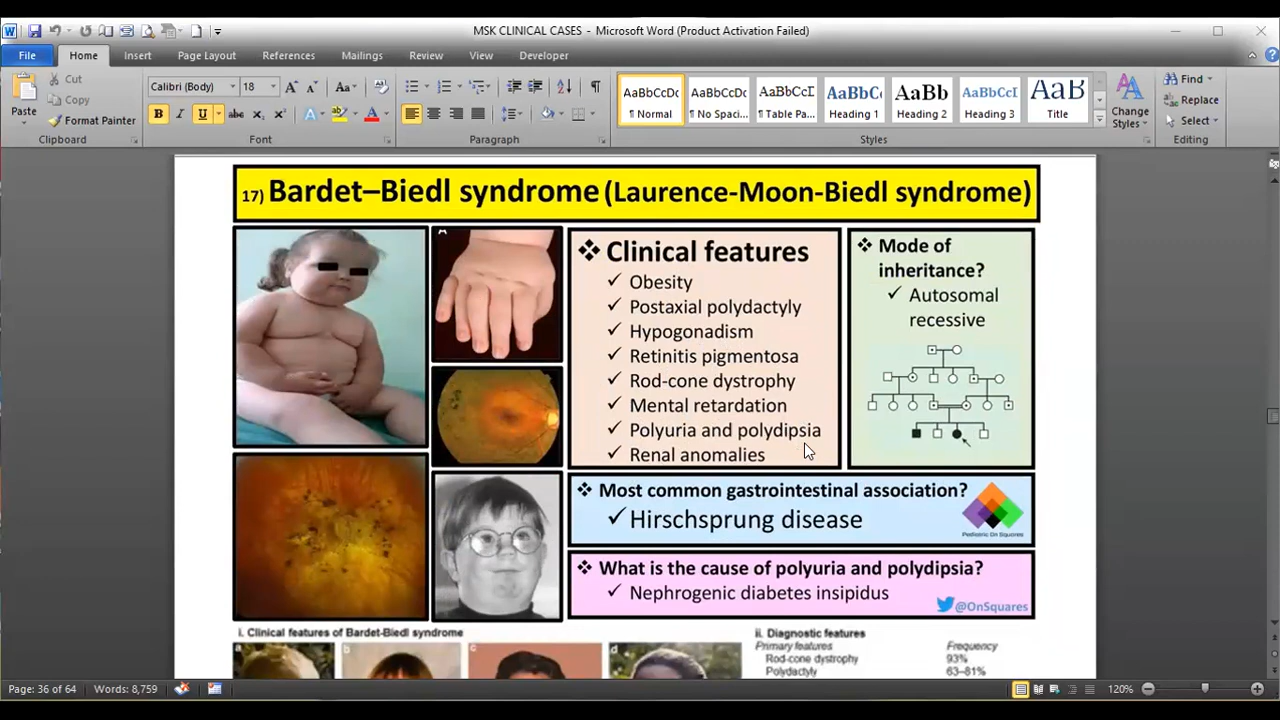 MSK CLINICAL CASES - Microsoft Word (Product Activation Failed)
File Home Insert Page Layout References Mailings Review View Developer
Paste
Cut
Copy
Format Painter
Clipboard
Calibri (Body) 18
Font
Paragraph
AaBbCcDc AaBbCcDc AaBbCcI AaBbC AaBb AaBbCcI AaB
¶ Normal ¶ No Spaci... ¶ Table Pa... Heading 1 Heading 2 Heading 3 Title
Styles
Change Styles
Find
Replace
Select
Editing
17) Bardet–Biedl syndrome (Laurence-Moon-Biedl syndrome)
A
❖ Clinical features
✓ Obesity
✓ Postaxial polydactyly
✓ Hypogonadism
✓ Retinitis pigmentosa
✓ Rod-cone dystrophy
✓ Mental retardation
✓ Polyuria and polydipsia
✓ Renal anomalies
❖ Mode of
inheritance?
✓ Autosomal
recessive
❖ Most common gastrointestinal association?
✓ Hirschsprung disease
Pediatric On Squares
❖ What is the cause of polyuria and polydipsia?
✓ Nephrogenic diabetes insipidus
@OnSquares
i. Clinical features of Bardet-Biedl syndrome
a b c d
ii. Diagnostic features
Primary features Frequency
Rod-cone dystrophy 93%
Polydactyly 63–81%
Page: 36 of 64 Words: 8,759 120%